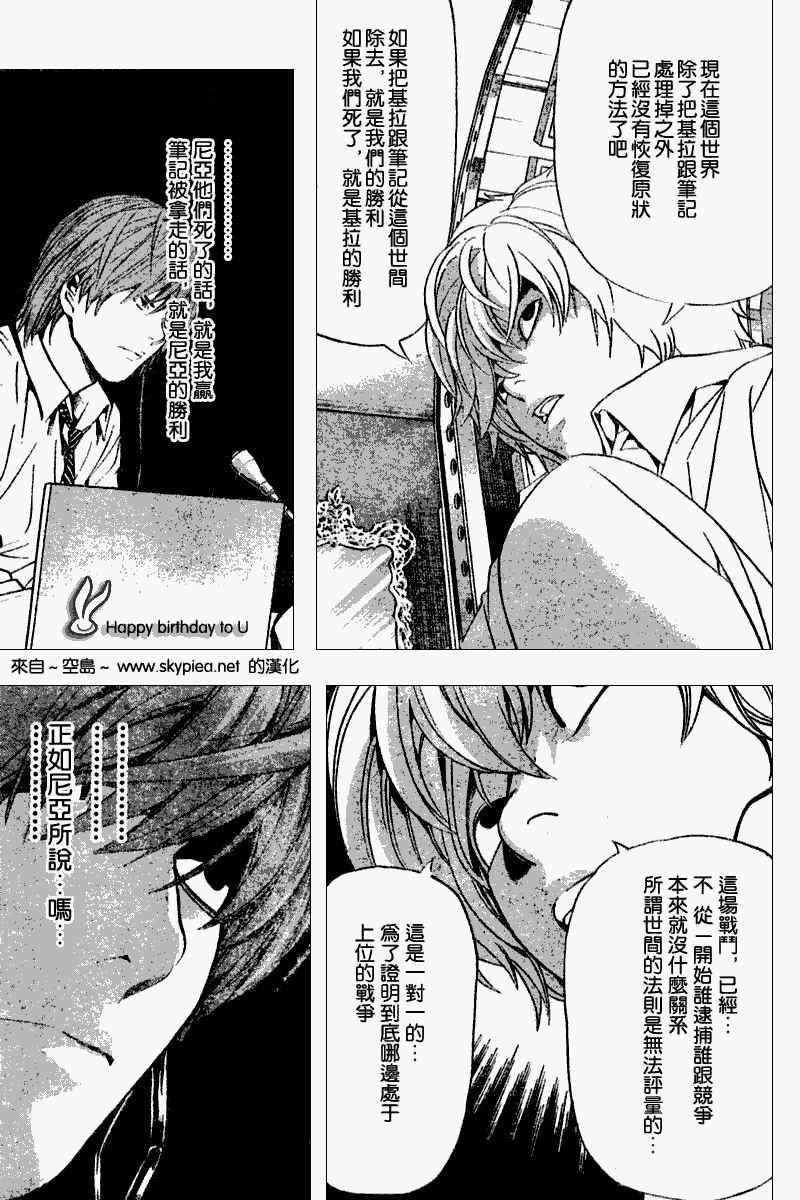 現在這個世界
除了把基拉跟筆記
處理掉之外
已經沒有恢復原狀
的方法了吧
如果把基拉跟筆記從這個世間
除去，就是我們的勝利
如果我們死了，就是基拉的勝利
………………
尼亞他們死了的話，就是我贏
筆記被拿走的話，就是尼亞的勝利
Happy birthday to U
來自～空島～ www.skypiea.net 的漢化
這場戰鬥，已經…
不 從一開始誰逮捕誰跟競爭
本來就沒什麼關系
所謂世間的法則是無法評量的…
這是一對一的…
為了證明到底哪邊處于
上位的戰爭
………………
………………
正如尼亞所說…嗎…